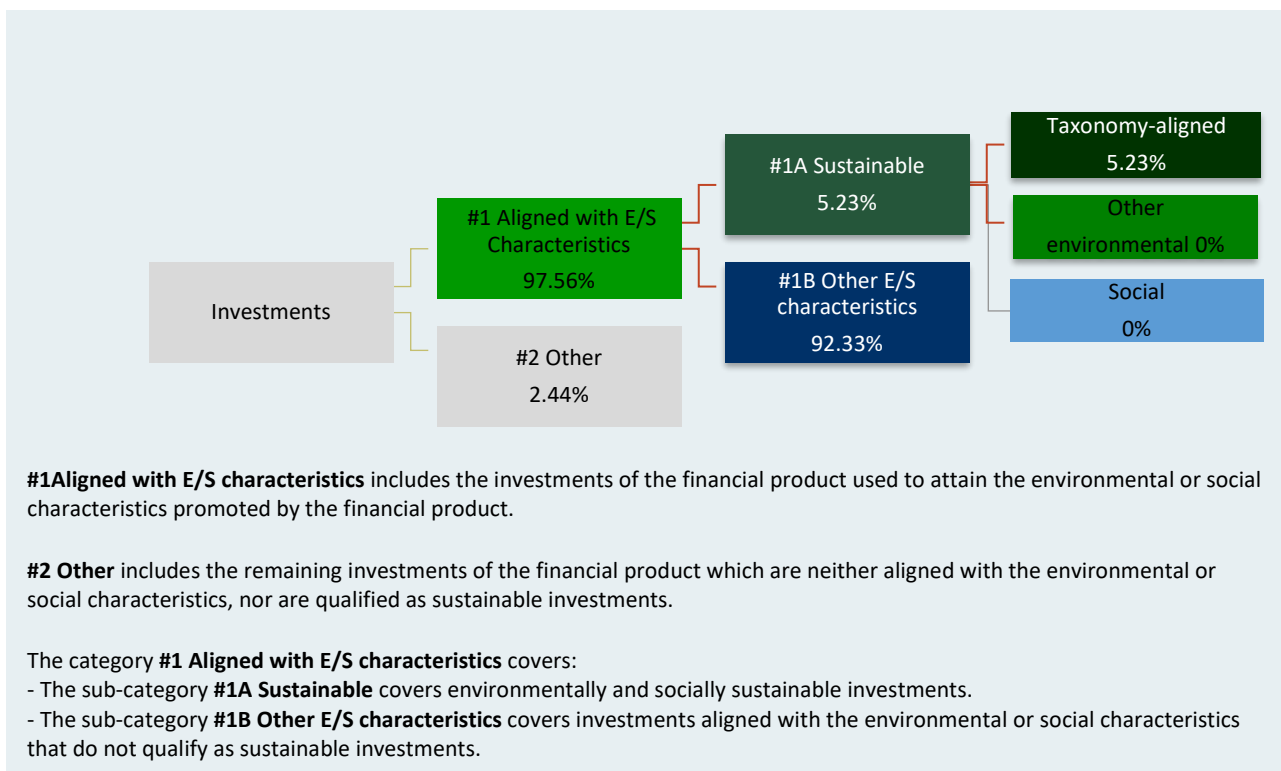 Investments
#1 Aligned with E/S
Characteristics
97.56%
#2 Other
2.44%
#1A Sustainable
5.23%
#1B Other E/S
characteristics
92.33%
Taxonomy-aligned
5.23%
Other
environmental 0%
Social
0%
#1Aligned with E/S characteristics includes the investments of the financial product used to attain the environmental or social
characteristics promoted by the financial product.
#2 Other includes the remaining investments of the financial product which are neither aligned with the environmental or
social characteristics, nor are qualified as sustainable investments.
The category #1 Aligned with E/S characteristics covers:
- The sub-category #1A Sustainable covers environmentally and socially sustainable investments.
- The sub-category #1B Other E/S characteristics covers investments aligned with the environmental or social characteristics
that do not qualify as sustainable investments.